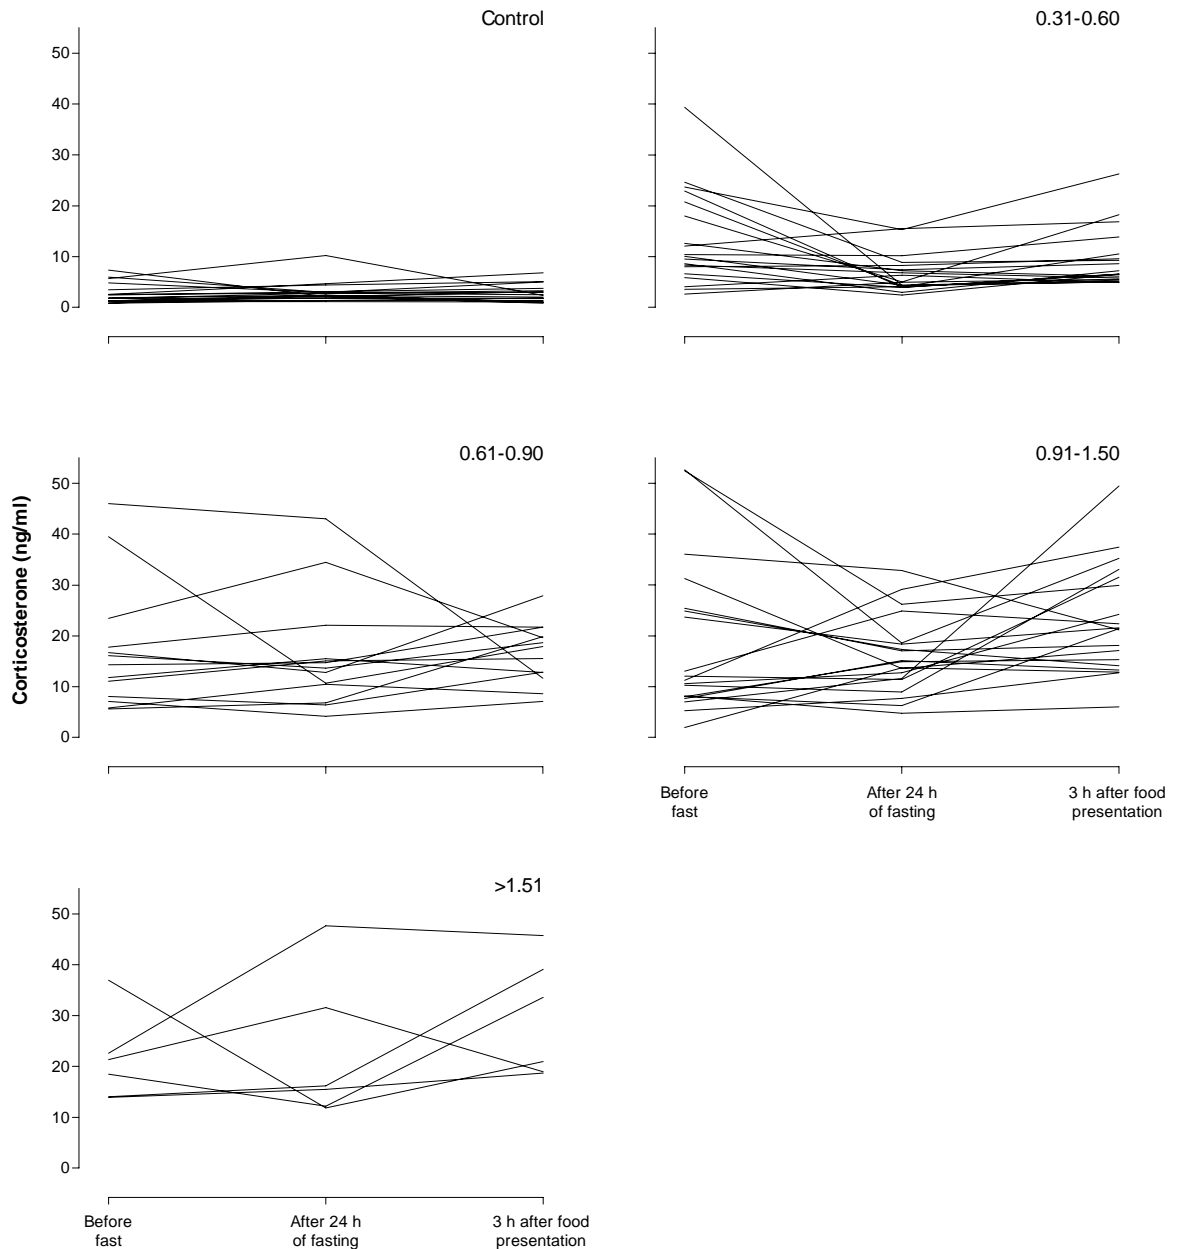 Control
50
40
30
20
10
0
0.31-0.60
0.61-0.90
50
40
30
20
10
0
Corticosterone (ng/ml)
0.91-1.50
Before
fast
After 24 h
of fasting
3 h after food
presentation
>1.51
50
40
30
20
10
0
Before
fast
After 24 h
of fasting
3 h after food
presentation